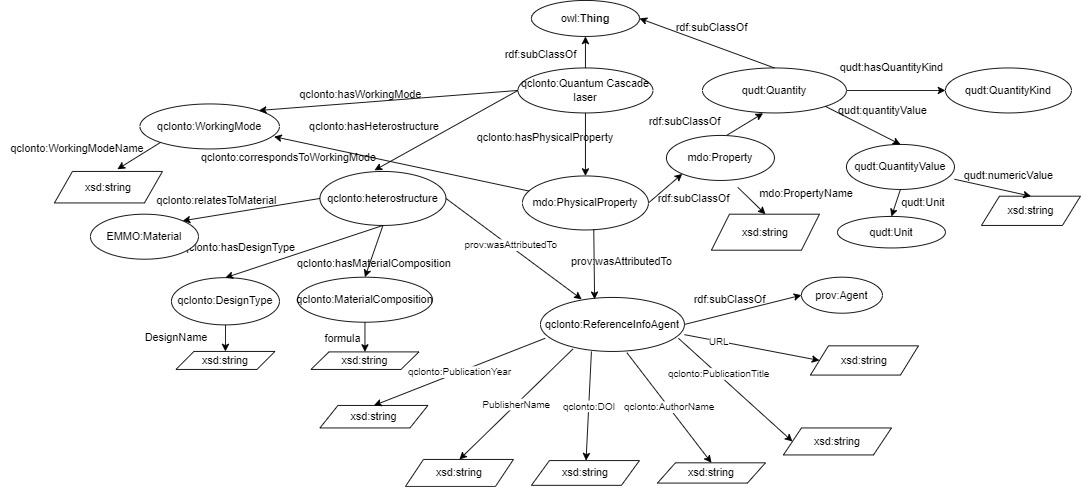 owl:Thing
rdf:subClassOf
rdf:subClassOf
qudt:hasQuantityKind
qclonto:Quantum Cascade
laser
qudt:Quantity
qudt:QuantityKind
qclonto:hasWorkingMode
qudt:quantityValue
qclonto:WorkingMode
qclonto:hasHeterostructure
qclonto:hasPhysicalProperty
rdf:subClassOf
qclonto:WorkingModeName
qclonto:correspondsToWorkingMode
mdo:Property
qudt:QuantityValue
qudt:numericValue
xsd:string
qclonto:relatesToMaterial
qclonto:heterostructure
mdo:PhysicalProperty
rdf:subClassOf
mdo:PropertyName
qudt:Unit
xsd:string
EMMO:Material
xsd:string
qudt:Unit
qclonto:hasDesignType
prov:wasAttributedTo
qclonto:hasMaterialComposition
prov:wasAttributedTo
qclonto:DesignType
qclonto:MaterialComposition
rdf:subClassOf
prov:Agent
qclonto:ReferenceInfoAgent
DesignName
formula
URL
xsd:string
xsd:string
xsd:string
qclonto:PublicationYear
qclonto:PublicationTitle
PublisherName
qclonto:DOI
qclonto:AuthorName
xsd:string
xsd:string
xsd:string
xsd:string
xsd:string